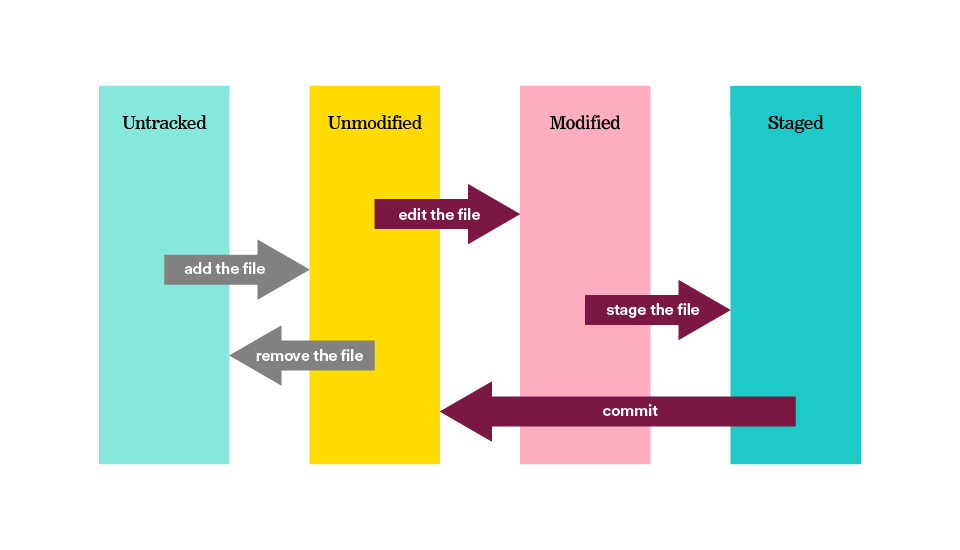 Untracked
Unmodified
Modified
Staged
edit the file
add the file
stage the file
remove the file
commit